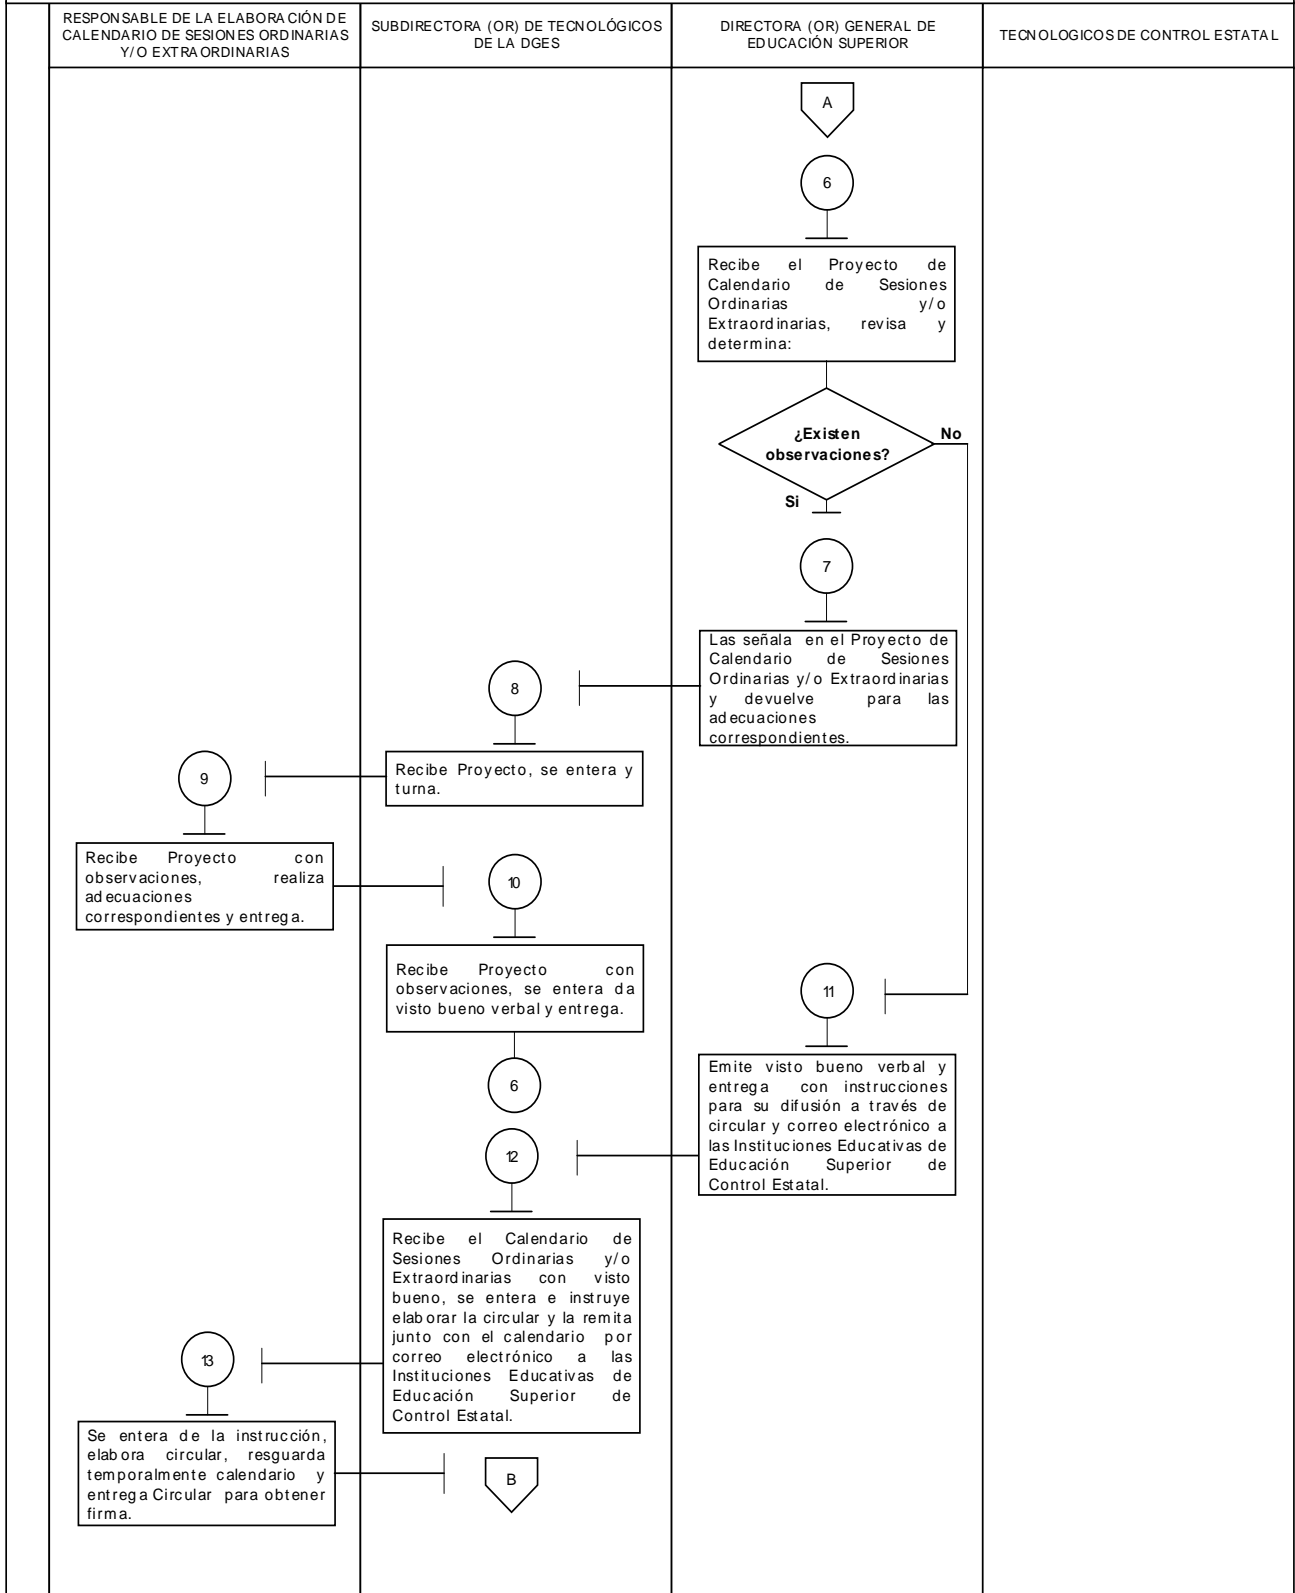 RESPONSABLE DE LA ELABORACIÓN DE
CALENDARIO DE SESIONES ORDINARIAS
Y/O EXTRAORDINARIAS
SUBDIRECTORA (OR) DE TECNOLÓGICOS
DE LA DGES
DIRECTORA (OR) GENERAL DE
EDUCACIÓN SUPERIOR
TECNOLOGICOS DE CONTROL ESTATAL
A
6
Recibe el Proyecto de
Calendario de Sesiones
Ordinarias y/o
Extraordinarias, revisa y
determina:
¿Existen
observaciones?
No
Si
7
Las señala en el Proyecto de
Calendario de Sesiones
Ordinarias y/o Extraordinarias
y devuelve para las
adecuaciones
correspondientes.
8
Recibe Proyecto, se entera y
turna.
9
Recibe Proyecto con
observaciones, realiza
adecuaciones
correspondientes y entrega.
10
Recibe Proyecto con
observaciones, se entera da
visto bueno verbal y entrega.
6
11
Emite visto bueno verbal y
entrega con instrucciones
para su difusión a través de
circular y correo electrónico a
las Instituciones Educativas de
Educación Superior de
Control Estatal.
12
Recibe el Calendario de
Sesiones Ordinarias y/o
Extraordinarias con visto
bueno, se entera e instruye
elaborar la circular y la remita
junto con el calendario por
correo electrónico a las
Instituciones Educativas de
Educación Superior de
Control Estatal.
13
Se entera de la instrucción,
elabora circular, resguarda
temporalmente calendario y
entrega Circular para obtener
firma.
B